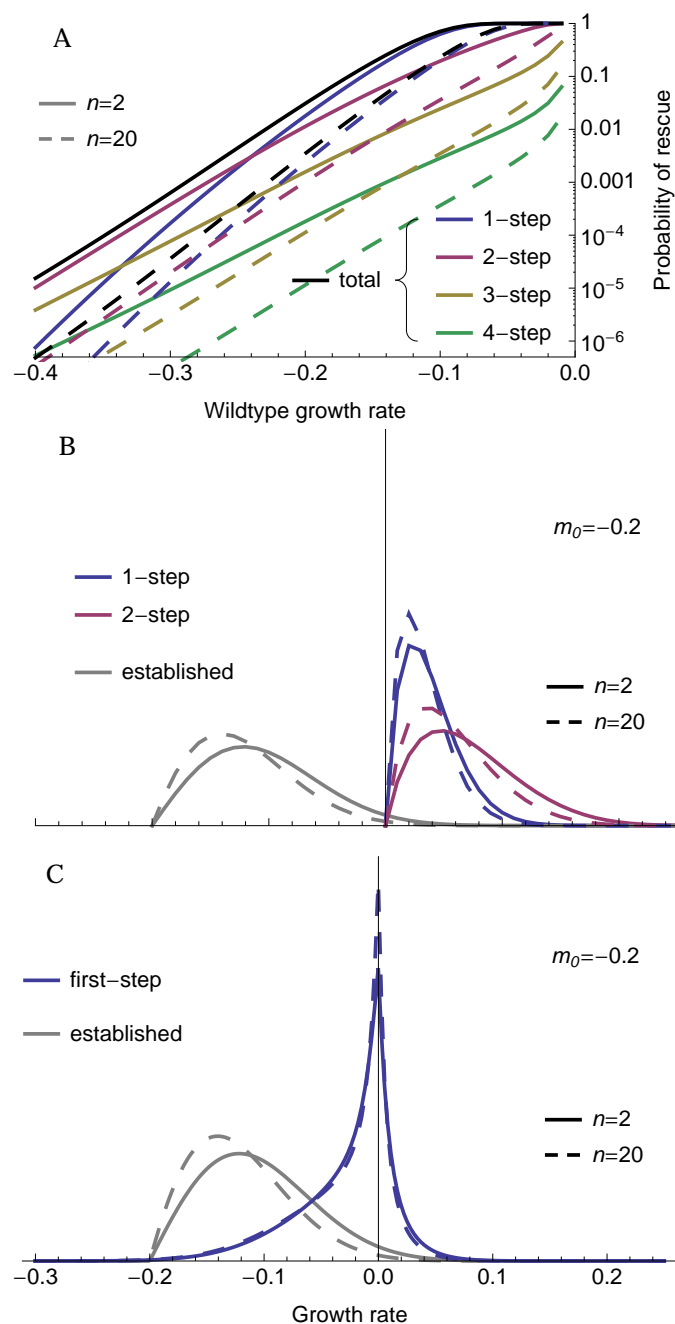 A
n=2
n=20
1
0.1
0.01
0.001
10−4
10−5
10−6
Probability of rescue
1−step
2−step
total
3−step
4−step
−0.4
−0.3
−0.2
−0.1
0.0
Wildtype growth rate
B
m0=−0.2
1−step
2−step
established
n=2
n=20
C
m0=−0.2
first−step
established
n=2
n=20
−0.3
−0.2
−0.1
0.0
0.1
0.2
Growth rate